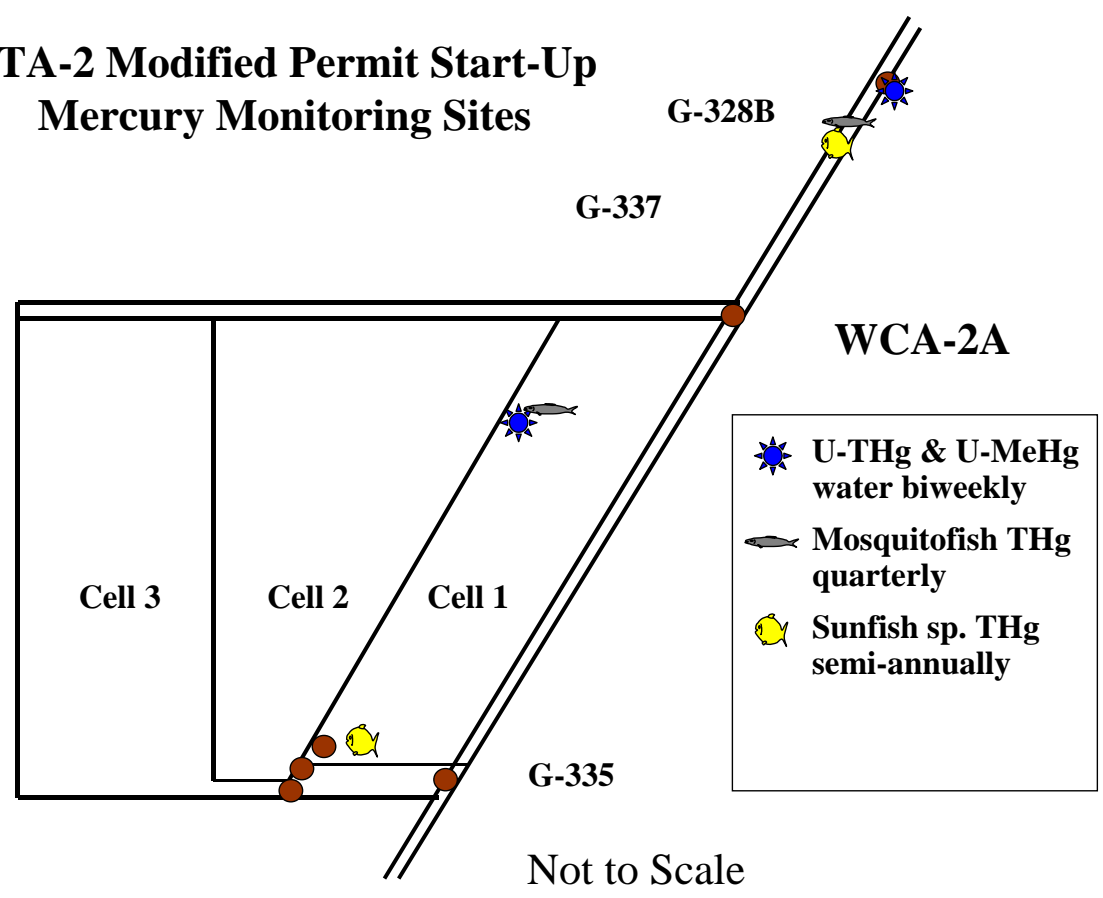 TA-2 Modified Permit Start-Up
Mercury Monitoring Sites
G-328B
G-337
WCA-2A
U-THg & U-MeHg
water biweekly
Mosquitofish THg
quarterly
Sunfish sp. THg
semi-annually
Cell 3
Cell 2
Cell 1
G-335
Not to Scale